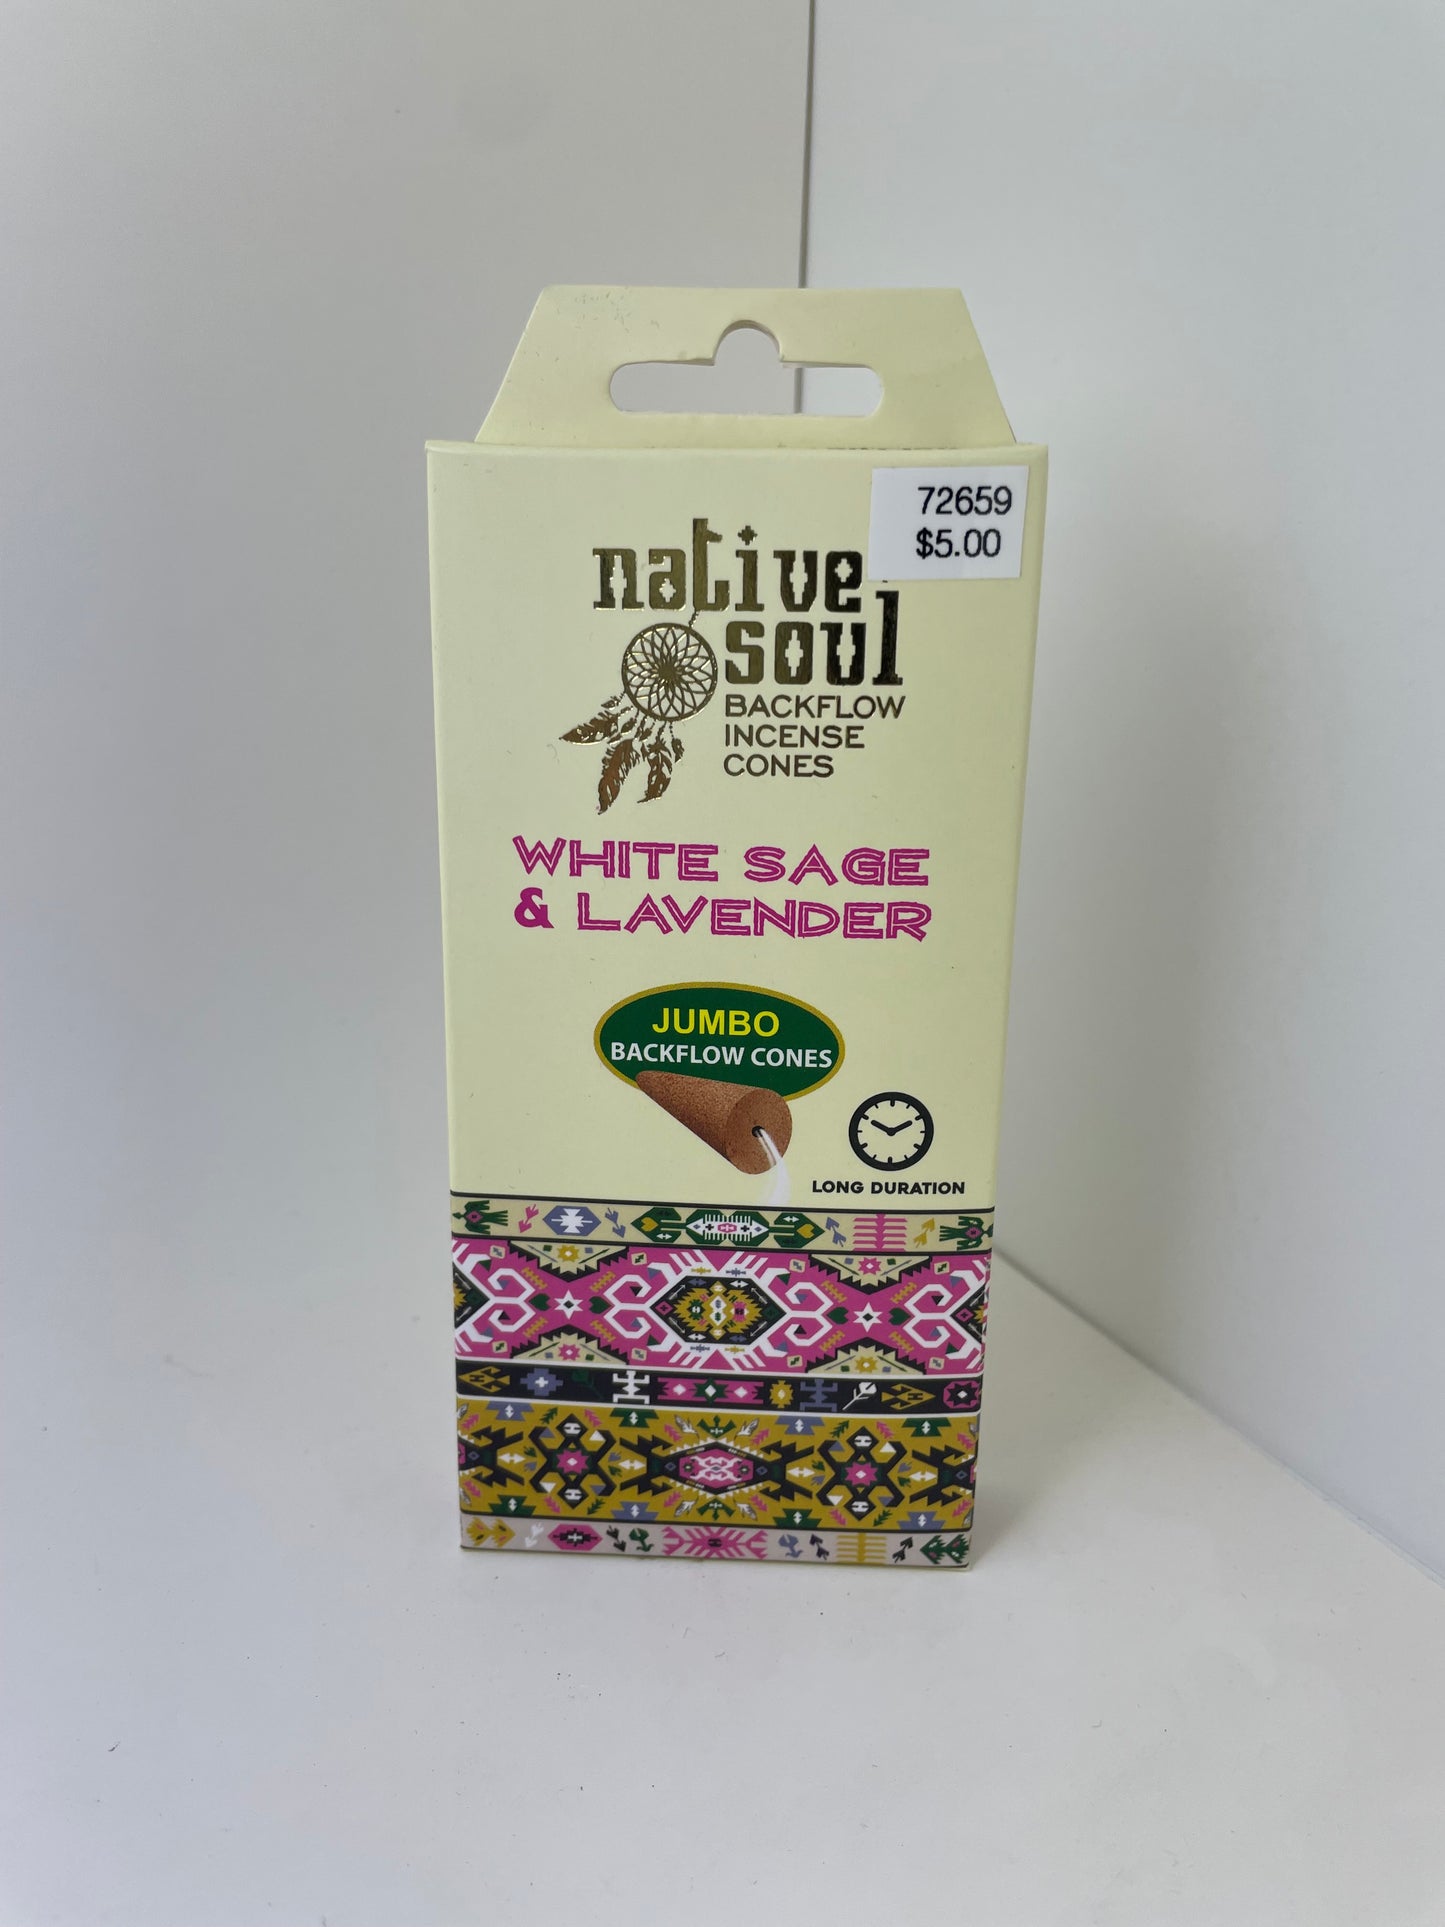 72659
$5.00
native
soul
BACKFLOW
INCENSE
CONES
WHITE SAGE
& LAVENDER
JUMBO
BACKFLOW CONES
LONG DURATION